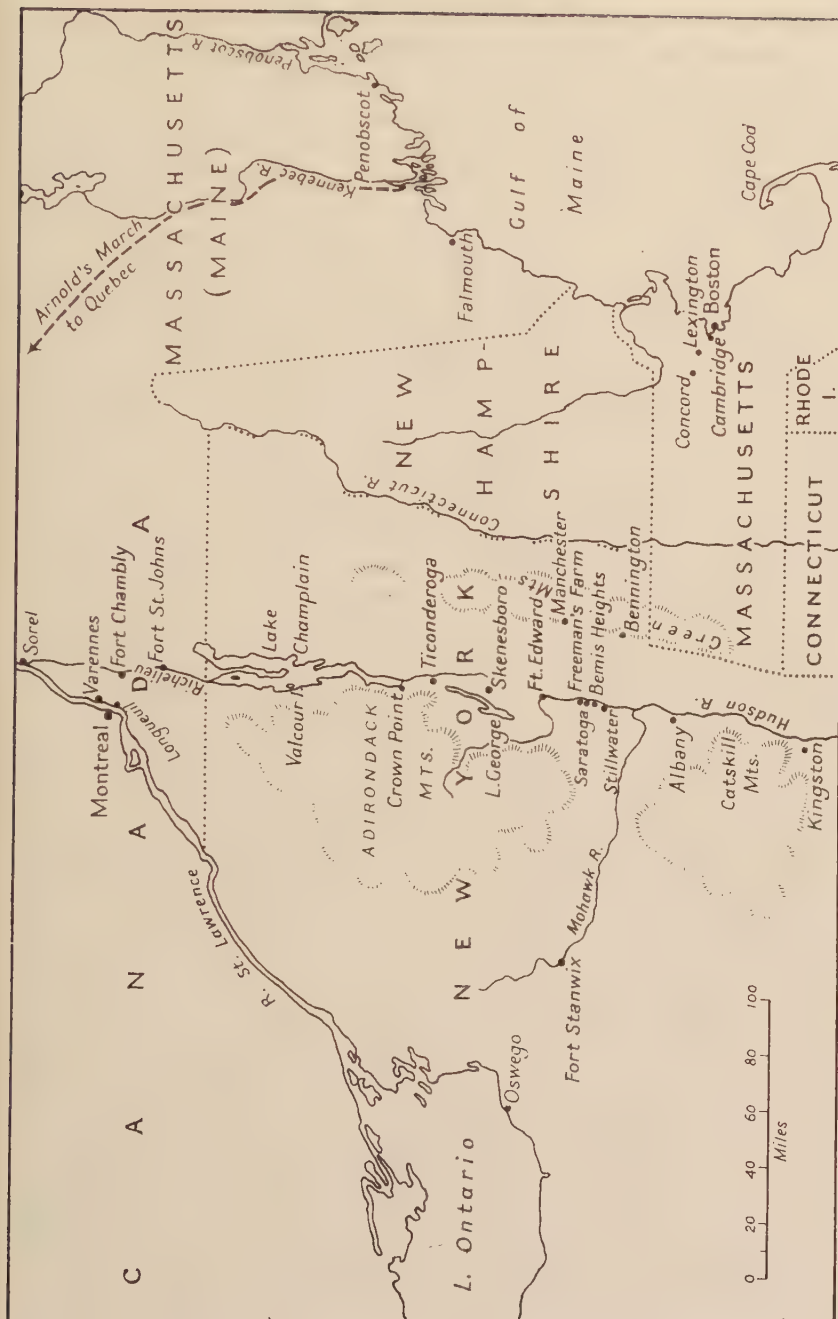 C A N A D A
Sorel
Varennes
Montreal
Fort Chambly
Longueuil
Fort St. Johns
Richelieu
R. St. Lawrence
Arnold's March
to Quebec
MASSACHUSETTS
(MAINE)
Penobscot R.
Kennebec R.
Penobscot
Falmouth
Gulf of
Maine
Lake
Champlain
Valcour I.
ADIRONDACK
MTS.
Crown Point
Ticonderoga
NEW YORK
L. George
Skenesboro
Ft. Edward
Connecticut R.
NEW
HAMP-
SHIRE
L. Ontario
Oswego
Fort Stanwix
Mohawk R.
Saratoga
Freeman's Farm
Bemis Heights
Stillwater
Green Mts
Manchester
Bennington
Hudson R.
Albany
Catskill
Mts.
Kingston
Concord
Lexington
Cambridge
Boston
Cape Cod
MASSACHUSETTS
CONNECTICUT
RHODE
I.
0 20 40 60 80 100
Miles